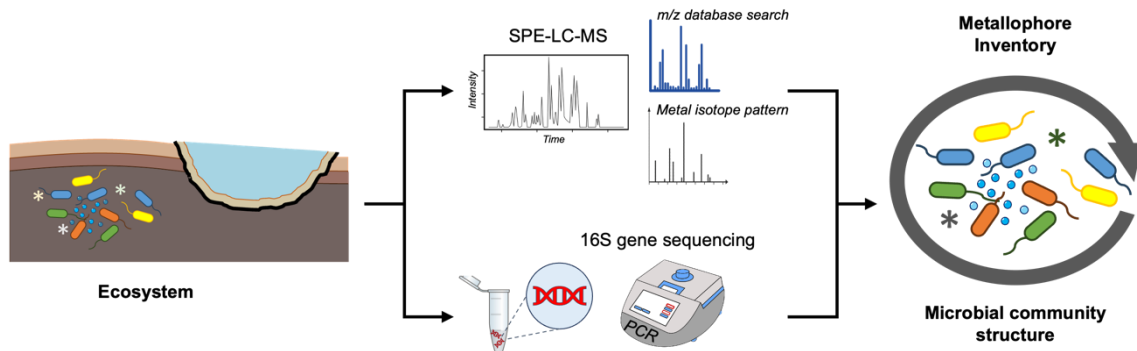 Ecosystem
SPE-LC-MS
Intensity
Time
m/z database search
Metal isotope pattern
16S gene sequencing
PCR
Metallophore
Inventory
Microbial community
structure